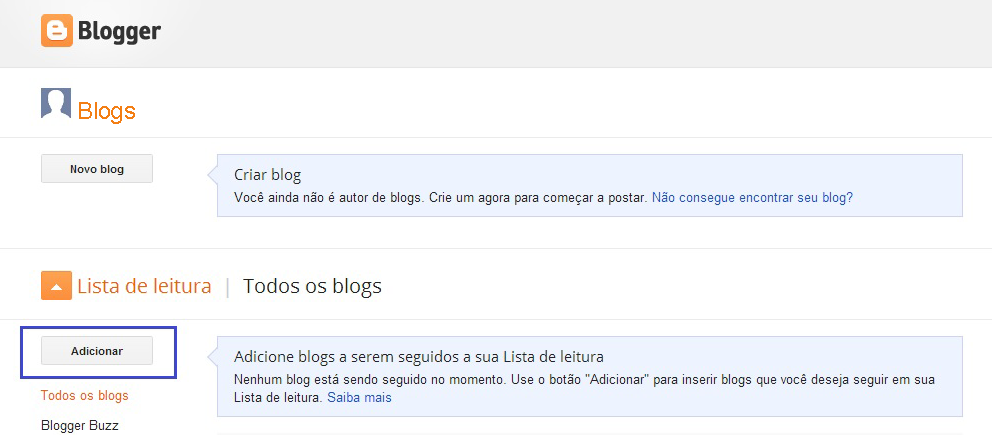 Blogger
Blogs
Novo blog
Criar blog
Você ainda não é autor de blogs. Crie um agora para começar a postar. Não consegue encontrar seu blog?
Lista de leitura | Todos os blogs
Adicionar
Adicione blogs a serem seguidos a sua Lista de leitura
Nenhum blog está sendo seguido no momento. Use o botão "Adicionar" para inserir blogs que você deseja seguir em sua
Lista de leitura. Saiba mais
Todos os blogs
Blogger Buzz